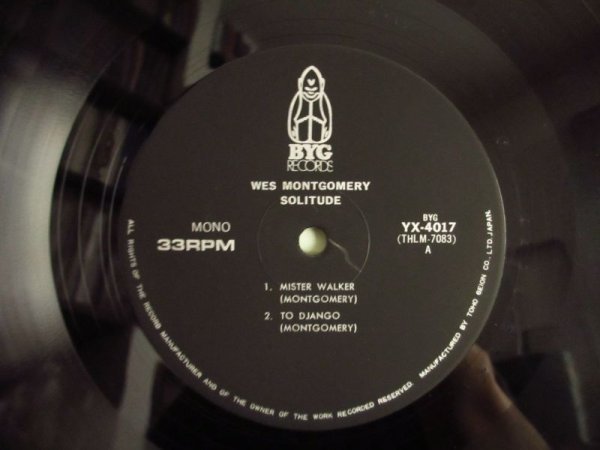 BYG
RECORDS
WES MONTGOMERY
SOLITUDE
MONO
33RPM
BYG
YX-4017
(THLM-7083)
A
1. MISTER WALKER
(MONTGOMERY)
2. TO DJANGO
(MONTGOMERY)
ALL RIGHTS OF THE RECORD MANUFACTURER AND OF THE OWNER OF THE WORK RECORDED RESERVED. MANUFACTURED BY TOHO GEION CO., LTD. JAPAN.